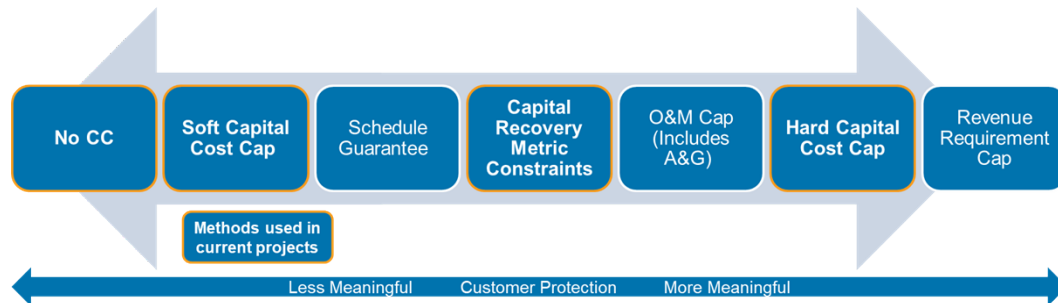 No CC
Soft Capital
Cost Cap
Schedule
Guarantee
Capital
Recovery
Metric
Constraints
O&M Cap
(Includes
A&G)
Hard Capital
Cost Cap
Revenue
Requirement
Cap
Methods used in
current projects
Less Meaningful Customer Protection More Meaningful